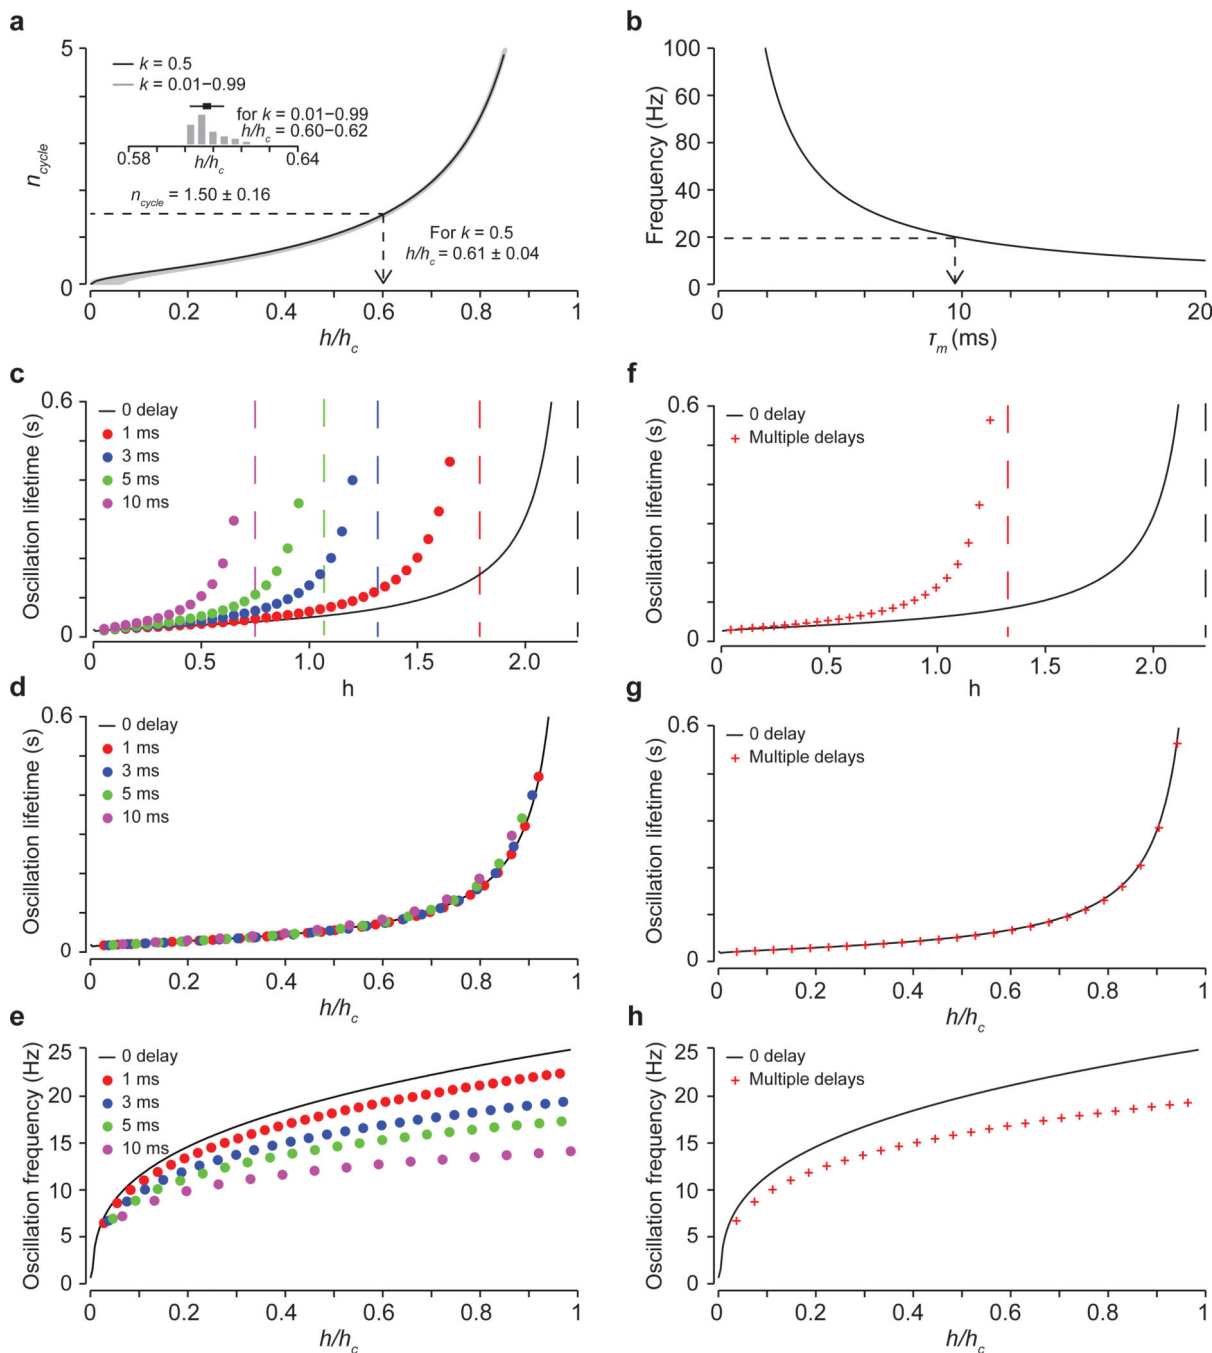 a
5
k = 0.5
k = 0.01–0.99
for k = 0.01–0.99
h/hc = 0.60–0.62
0.58
h/hc
0.64
ncycle
ncycle = 1.50 ± 0.16
For k = 0.5
h/hc = 0.61 ± 0.04
0
0 0.2 0.4 0.6 0.8 1
h/hc
b
100
60
80
40
20
0
Frequency (Hz)
0 10 20
τm (ms)
c
0.6
0 delay
1 ms
3 ms
5 ms
10 ms
Oscillation lifetime (s)
0
0 0.5 1.0 1.5 2.0
h
f
0.6
0 delay
Multiple delays
Oscillation lifetime (s)
0
0 0.5 1.0 1.5 2.0
h
d
0.6
0 delay
1 ms
3 ms
5 ms
10 ms
Oscillation lifetime (s)
0
0 0.2 0.4 0.6 0.8 1
h/hc
g
0.6
0 delay
Multiple delays
Oscillation lifetime (s)
0
0 0.2 0.4 0.6 0.8 1
h/hc
e
25
20
15
10
5
0
0 delay
1 ms
3 ms
5 ms
10 ms
Oscillation frequency (Hz)
0 0.2 0.4 0.6 0.8 1
h/hc
h
25
20
15
10
5
0
0 delay
Multiple delays
Oscillation frequency (Hz)
0 0.2 0.4 0.6 0.8 1
h/hc